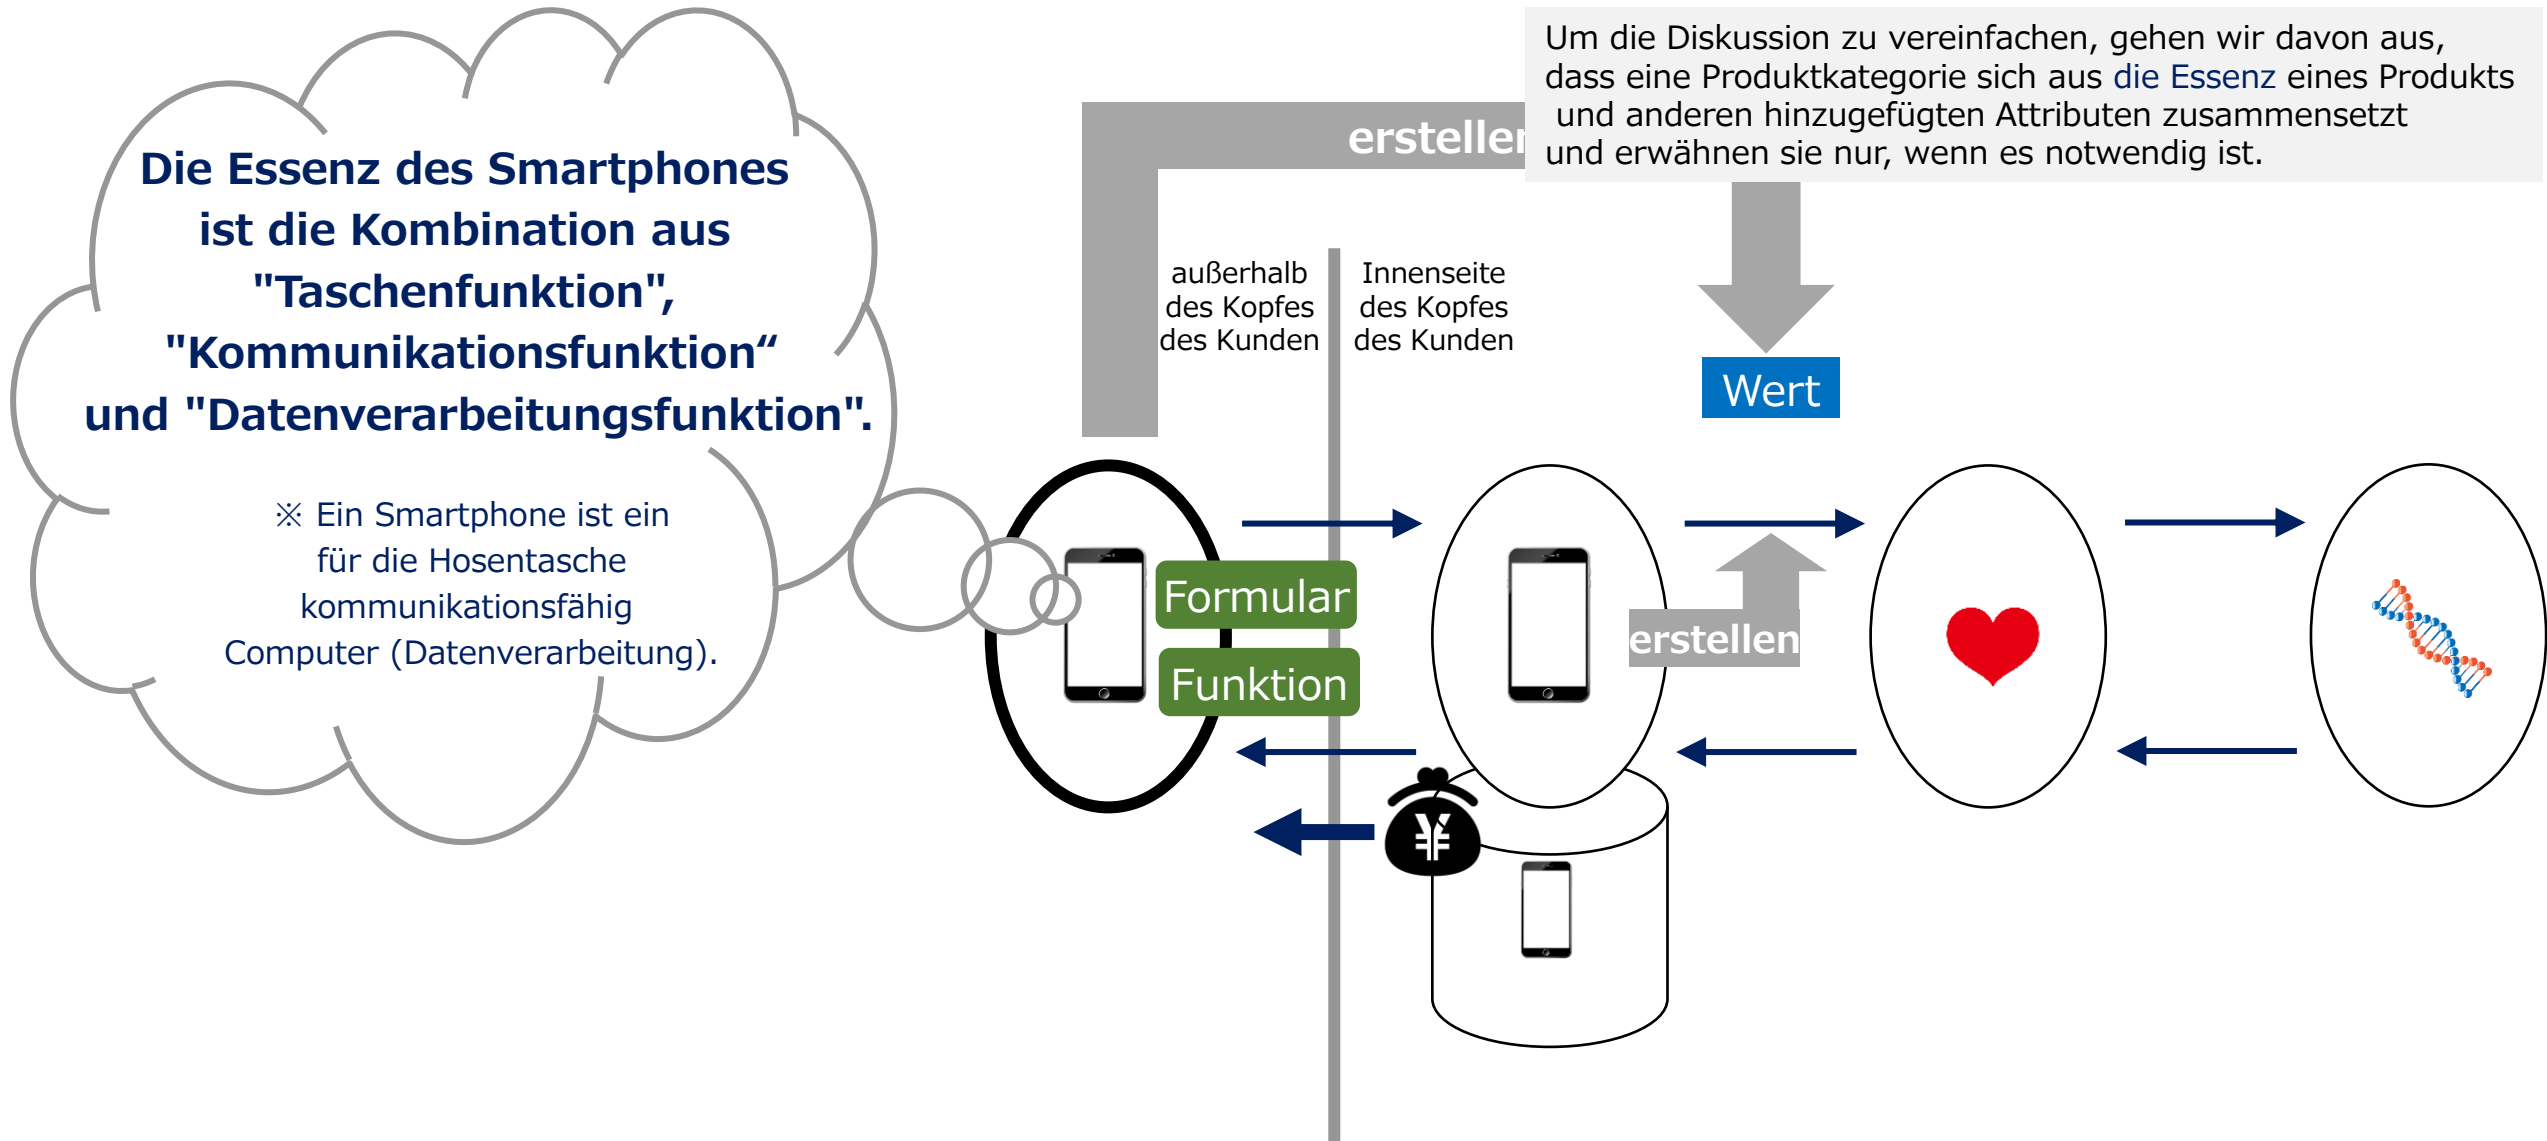 Die Essenz des Smartphones
ist die Kombination aus
"Taschenfunktion",
"Kommunikationsfunktion“
und "Datenverarbeitungsfunktion".
※ Ein Smartphone ist ein
für die Hosentasche
kommunikationsfähig
Computer (Datenverarbeitung).
Um die Diskussion zu vereinfachen, gehen wir davon aus,
dass eine Produktkategorie sich aus die Essenz eines Produkts
und anderen hinzugefügten Attributen zusammensetzt
und erwähnen sie nur, wenn es notwendig ist.
erstellen
außerhalb
des Kopfes
des Kunden
Innenseite
des Kopfes
des Kunden
Wert
Formular
Funktion
erstellen
¥